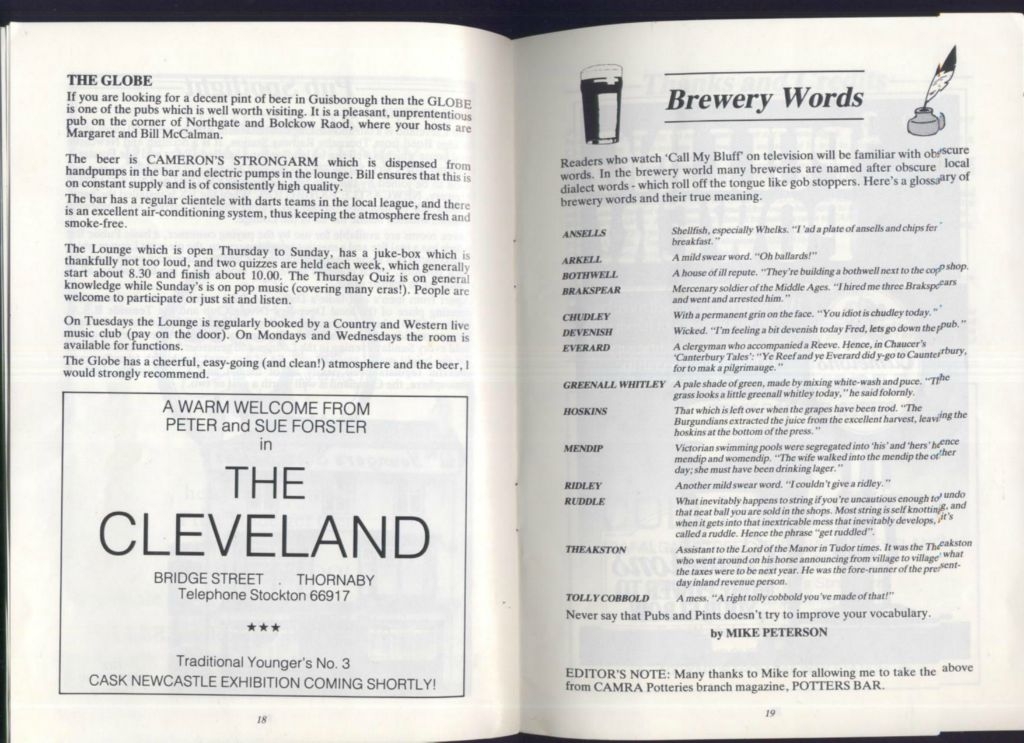 THE GLOBE
If you are looking for a decent pint of beer in Guisborough then the GLOBE
is one of the pubs which is well worth visiting. It is a pleasant, unprententious
pub on the corner of Northgate and Bolckow Raod, where your hosts are
Margaret and Bill McCalman.
The beer is CAMERON'S STRONGARM which is dispensed from
handpumps in the bar and electric pumps in the lounge. Bill ensures that this is
on constant supply and is of consistently high quality.
The bar has a regular clientele with darts teams in the local league, and there
is an excellent air-conditioning system, thus keeping the atmosphere fresh and
smoke-free.
The Lounge which is open Thursday to Sunday, has a juke-box which is
thankfully not too loud, and two quizzes are held each week, which generally
start about 8.30 and finish about 10.00. The Thursday Quiz is on general
knowledge while Sunday's is on pop music (covering many eras!). People are
welcome to participate or just sit and listen.
On Tuesdays the Lounge is regularly booked by a Country and Western live
music club (pay on the door). On Mondays and Wednesdays the room is
available for functions.
The Globe has a cheerful, easy-going (and clean!) atmosphere and the beer, I
would strongly recommend.
A WARM WELCOME FROM
PETER and SUE FORSTER
in
THE
CLEVELAND
BRIDGE STREET . THORNABY
Telephone Stockton 66917
★★★
Traditional Younger's No. 3
CASK NEWCASTLE EXHIBITION COMING SHORTLY!
18
Brewery Words
Readers who watch 'Call My Bluff' on television will be familiar with obscure
words. In the brewery world many breweries are named after obscure local
dialect words - which roll off the tongue like gob stoppers. Here's a glossary of
brewery words and their true meaning.
ANSELLS Shellfish, especially Whelks. "I 'ad a plate of ansells and chips fer
breakfast."
ARKELL A mild swear word. "Oh ballards!"
BOTHWELL A house of ill repute. "They're building a bothwell next to the cop shop.
BRAKSPEAR Mercenary soldier of the Middle Ages. "I hired me three Brakspears
and went and arrested him."
CHUDLEY With a permanent grin on the face. "You idiot is chudley today."
DEVENISH Wicked. "I'm feeling a bit devenish today Fred, lets go down the pub."
EVERARD A clergyman who accompanied a Reeve. Hence, in Chaucer's
'Canterbury Tales': "Ye Reef and ye Everard did y-go to Caunterbury,
for to mak a pilgrimauge."
GREENALL WHITLEY A pale shade of green, made by mixing white-wash and puce. "The
grass looks a little greenall whitley today," he said folornly.
HOSKINS That which is left over when the grapes have been trod. "The
Burgundians extracted the juice from the excellent harvest, leaving the
hoskins at the bottom of the press."
MENDIP Victorian swimming pools were segregated into 'his' and 'hers' hence
mendip and womendip. "The wife walked into the mendip the other
day; she must have been drinking lager."
RIDLEY Another mild swear word. "I couldn't give a ridley."
RUDDLE What inevitably happens to string if you're uncautious enough to undo
that neat ball you are sold in the shops. Most string is self knotting, and
when it gets into that inextricable mess that inevitably develops, it's
called a ruddle. Hence the phrase "get ruddled".
THEAKSTON Assistant to the Lord of the Manor in Tudor times. It was the Theakston
who went around on his horse announcing from village to village what
the taxes were to be next year. He was the fore-runner of the present-
day inland revenue person.
TOLLY COBBOLD A mess. "A right tolly cobbold you've made of that!"
Never say that Pubs and Pints doesn't try to improve your vocabulary.
by MIKE PETERSON
EDITOR'S NOTE: Many thanks to Mike for allowing me to take the above
from CAMRA Potteries branch magazine, POTTERS BAR.
19